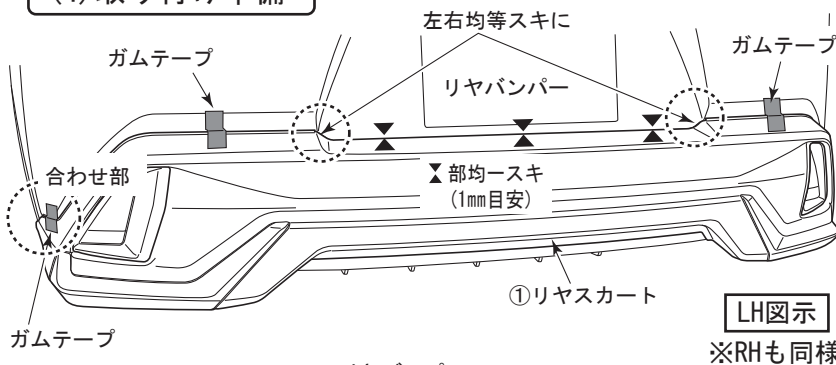 左右均等スキに
ガムテープ
ガムテープ
リヤバンパー
合わせ部
部均一スキ
(1mm目安)
①リヤスカート
ガムテープ
LH図示
※RHも同様